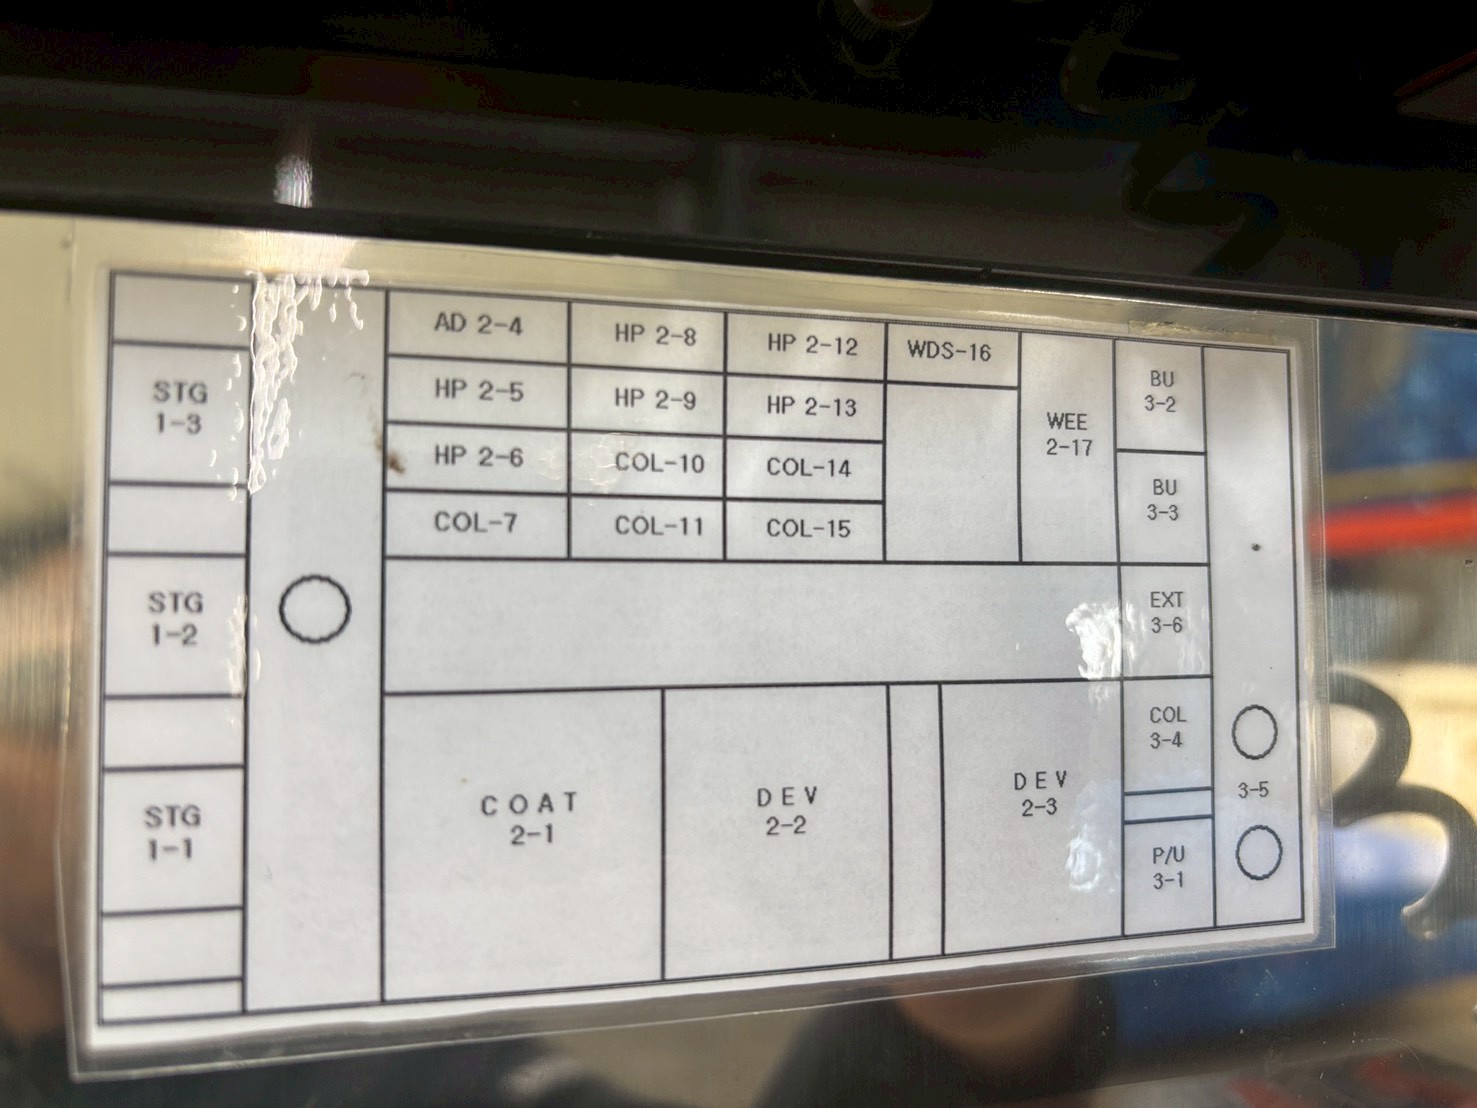 AD 2-4
HP 2-8
HP 2-12
WDS-16
STG
1-3
HP 2-5
HP 2-9
HP 2-13
WEE
2-17
BU
3-2
HP 2-6
COL-10
COL-14
BU
3-3
COL-7
COL-11
COL-15
STG
1-2
EXT
3-6
COL
3-4
STG
1-1
COAT
2-1
DEV
2-2
DEV
2-3
3-5
P/U
3-1
3